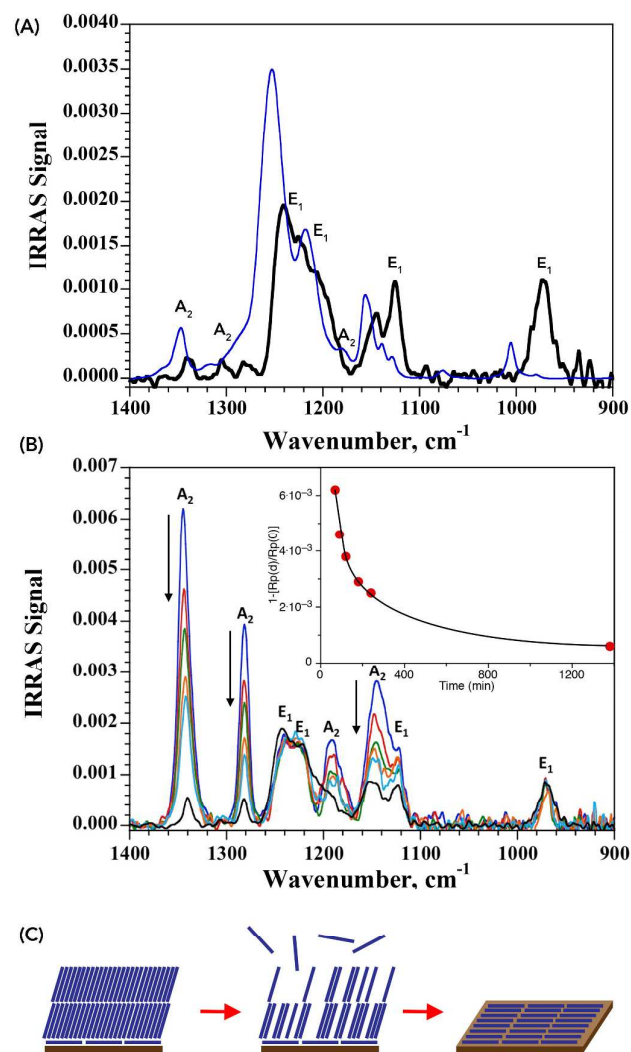 (A)
0.0040
0.0035
0.0030
0.0025
0.0020
0.0015
0.0010
0.0005
0.0000
IRRAS Signal
A2
A2
E1
E1
A2
E1
E1
1400 1300 1200 1100 1000 900
Wavenumber, cm-1
(B)
0.007
0.006
0.005
0.004
0.003
0.002
0.001
0.000
IRRAS Signal
A2
A2
E1
E1
A2
A2
E1
E1
6·10−3
4·10−3
2·10−3
0
1-[Rp(d)/Rp(0)]
0 400 800 1200
Time (min)
1400 1300 1200 1100 1000 900
Wavenumber, cm-1
(C)